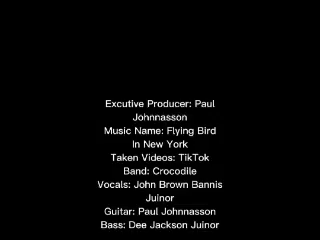 Excutive Producer: Paul
Johnnasson
Music Name: Flying Bird
In New York
Taken Videos: TikTok
Band: Crocodile
Vocals: John Brown Bannis
Juinor
Guitar: Paul Johnnasson
Bass: Dee Jackson Juinor